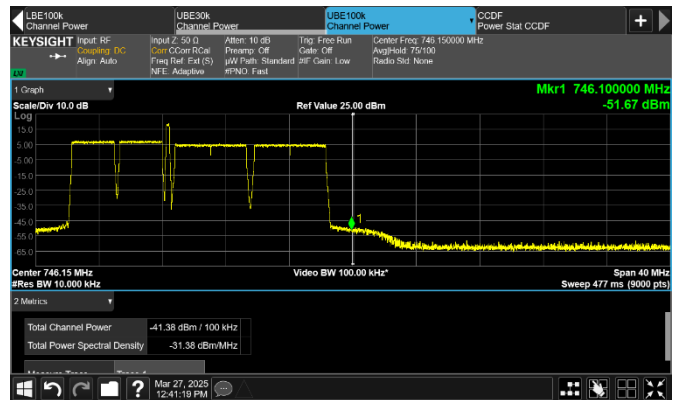 LBE100k UBE30k UBE100k CCDF
Channel Power Channel Power Channel Power Power Stat CCDF
KEYSIGHT Input: RF Input Z: 50 Ω Atten: 10 dB Trig: Free Run Center Freq: 746.150000 MHz
Coupling: DC Corr CCorr RCal Preamp: Off Gate: Off Avg|Hold: 75/100
Align: Auto Freq Ref: Ext (S) µW Path: Standard #IF Gain: Low Radio Std: None
LXI NFE: Adaptive #PNO: Fast
1 Graph Mkr1 746.100000 MHz
Scale/Div 10.0 dB Ref Value 25.00 dBm -51.67 dBm
Log
15.0
5.00
-5.00
-15.0
-25.0
-35.0
-45.0
1
-55.0
-65.0
Center 746.15 MHz Video BW 100.00 kHz* Span 40 MHz
#Res BW 10.000 kHz Sweep 477 ms (9000 pts)
2 Metrics
Total Channel Power -41.38 dBm / 100 kHz
Total Power Spectral Density -31.38 dBm/MHz
Measure Trace
? Mar 27, 2025
12:41:19 PM